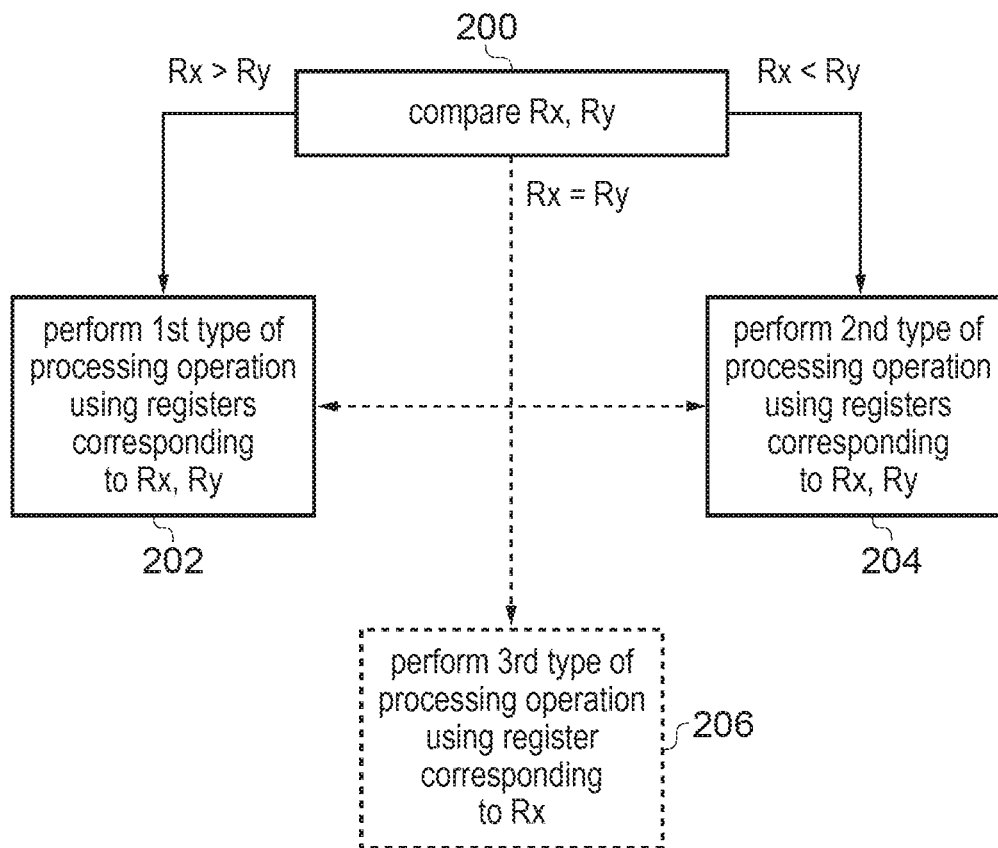 200
Rx > Ry
Rx < Ry
compare Rx, Ry
Rx = Ry
perform 1st type of
processing operation
using registers
corresponding
to Rx, Ry
202
perform 2nd type of
processing operation
using registers
corresponding
to Rx, Ry
204
perform 3rd type of
processing operation
using register
corresponding
to Rx
206